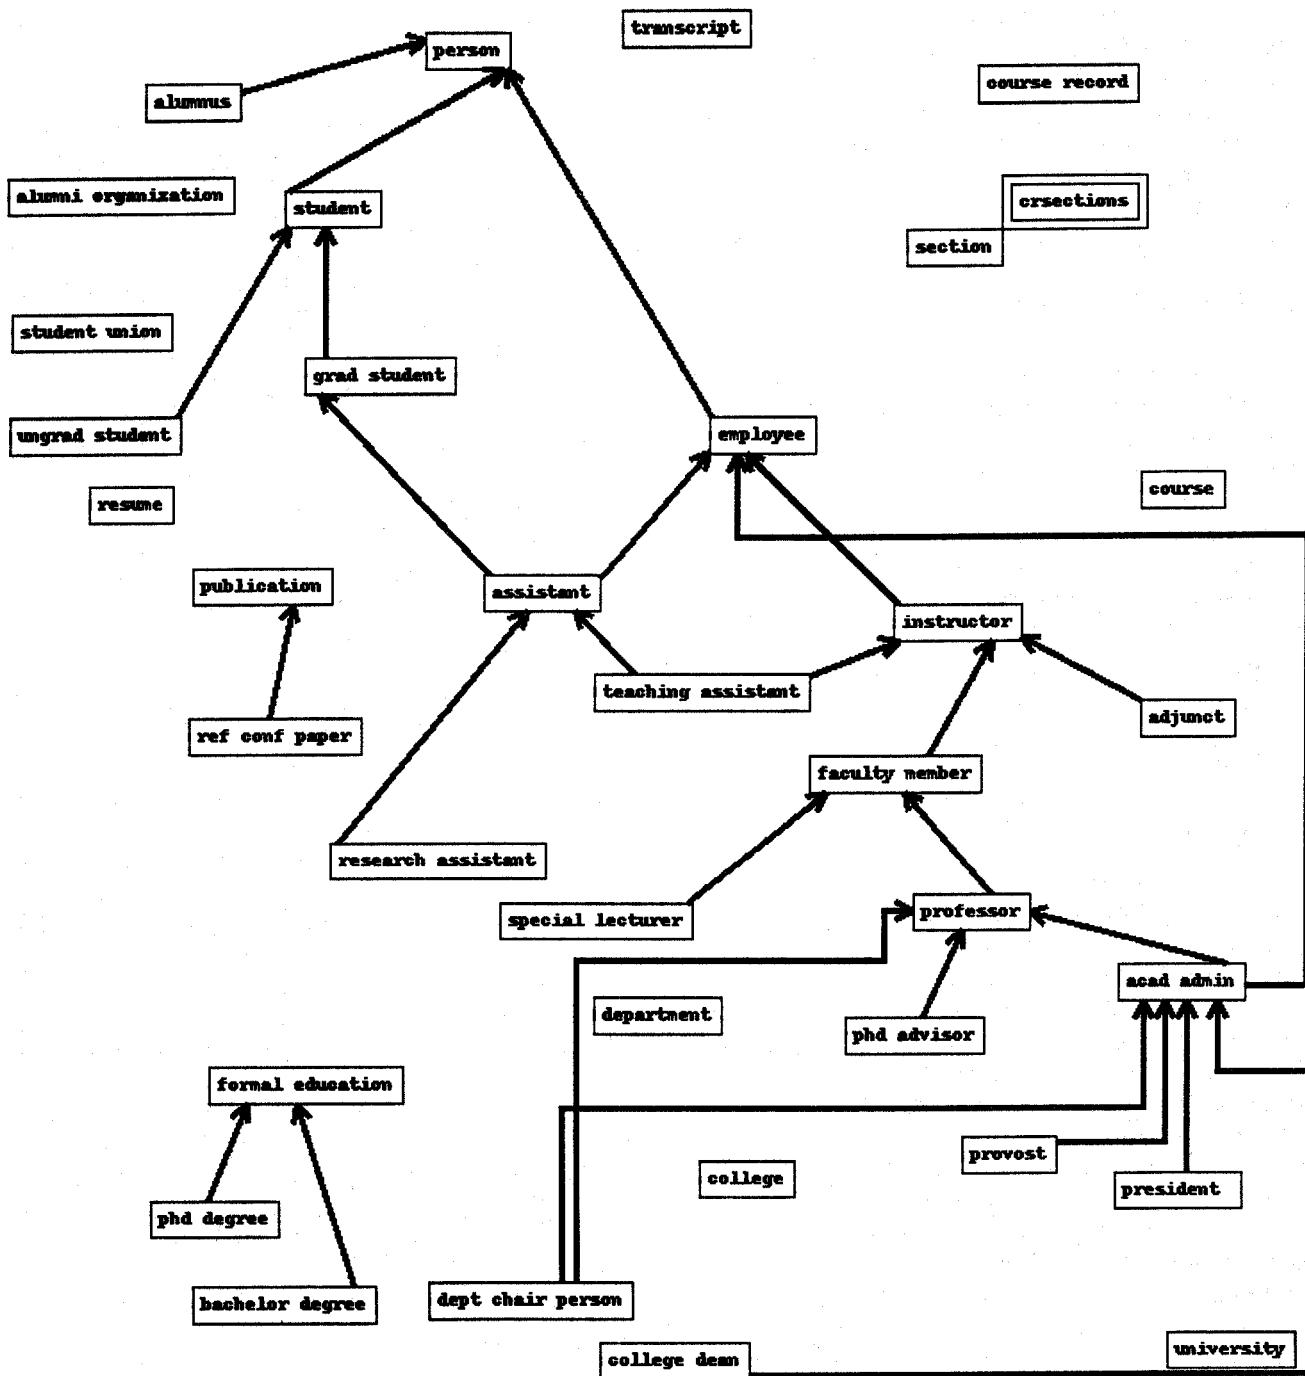 transcript
person
course record
alumnus
alumni organization
crsections
student
section
student union
grad student
ungrad student
employee
course
resume
publication
assistant
instructor
teaching assistant
adjunct
ref conf paper
faculty member
research assistant
professor
special lecturer
acad admin
department
phd advisor
formal education
provost
college
president
phd degree
bachelor degree
dept chair person
university
college dean